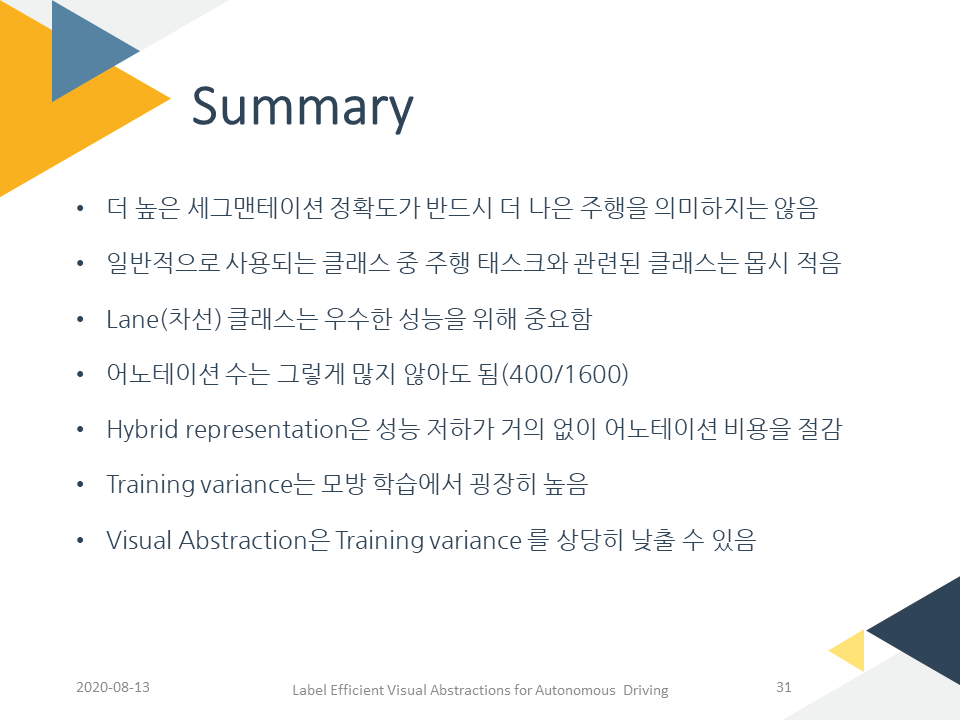 Summary
• 더 높은 세그맨테이션 정확도가 반드시 더 나은 주행을 의미하지는 않음
• 일반적으로 사용되는 클래스 중 주행 태스크와 관련된 클래스는 몹시 적음
• Lane(차선) 클래스는 우수한 성능을 위해 중요함
• 어노테이션 수는 그렇게 많지 않아도 됨(400/1600)
• Hybrid representation은 성능 저하가 거의 없이 어노테이션 비용을 절감
• Training variance는 모방 학습에서 굉장히 높음
• Visual Abstraction은 Training variance 를 상당히 낮출 수 있음
2020-08-13
Label Efficient Visual Abstractions for Autonomous Driving
31